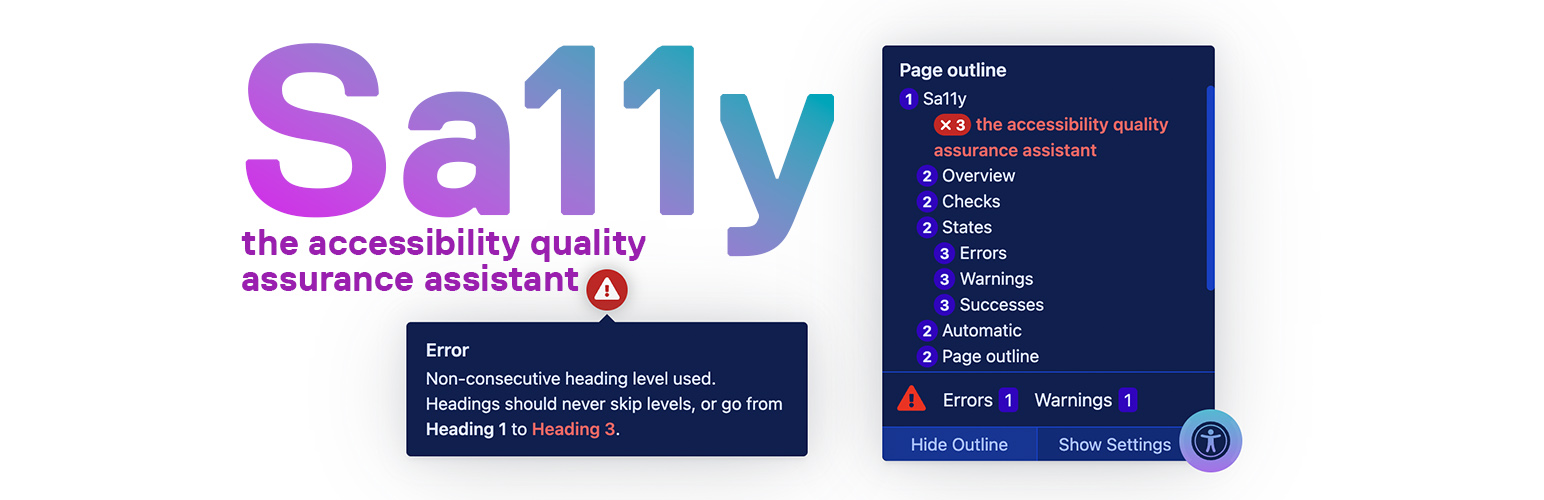 Sa11y
the accessibility quality
assurance assistant
Error
Non-consecutive heading level used.
Headings should never skip levels, or go from
Heading 1 to Heading 3.
Page outline
1 Sa11y
✕ 3 the accessibility quality
assurance assistant
2 Overview
2 Checks
2 States
3 Errors
3 Warnings
3 Successes
2 Automatic
2 Page outline
Errors 1 Warnings 1
Hide Outline Show Settings